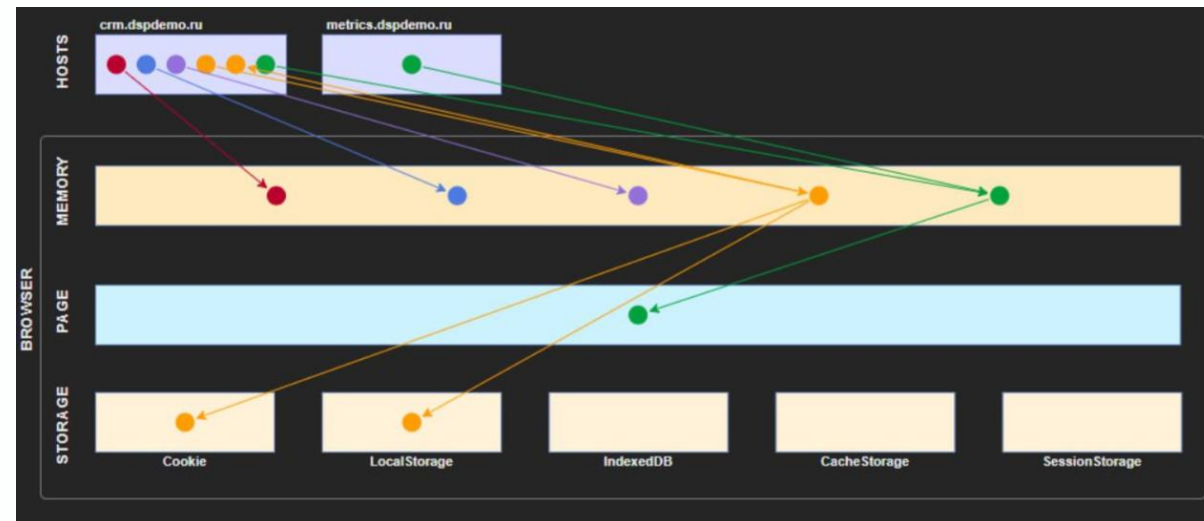 crm.dspdemo.ru
metrics.dspdemo.ru
HOSTS
BROWSER
MEMORY
PAGE
STORAGE
Cookie
LocalStorage
IndexedDB
CacheStorage
SessionStorage